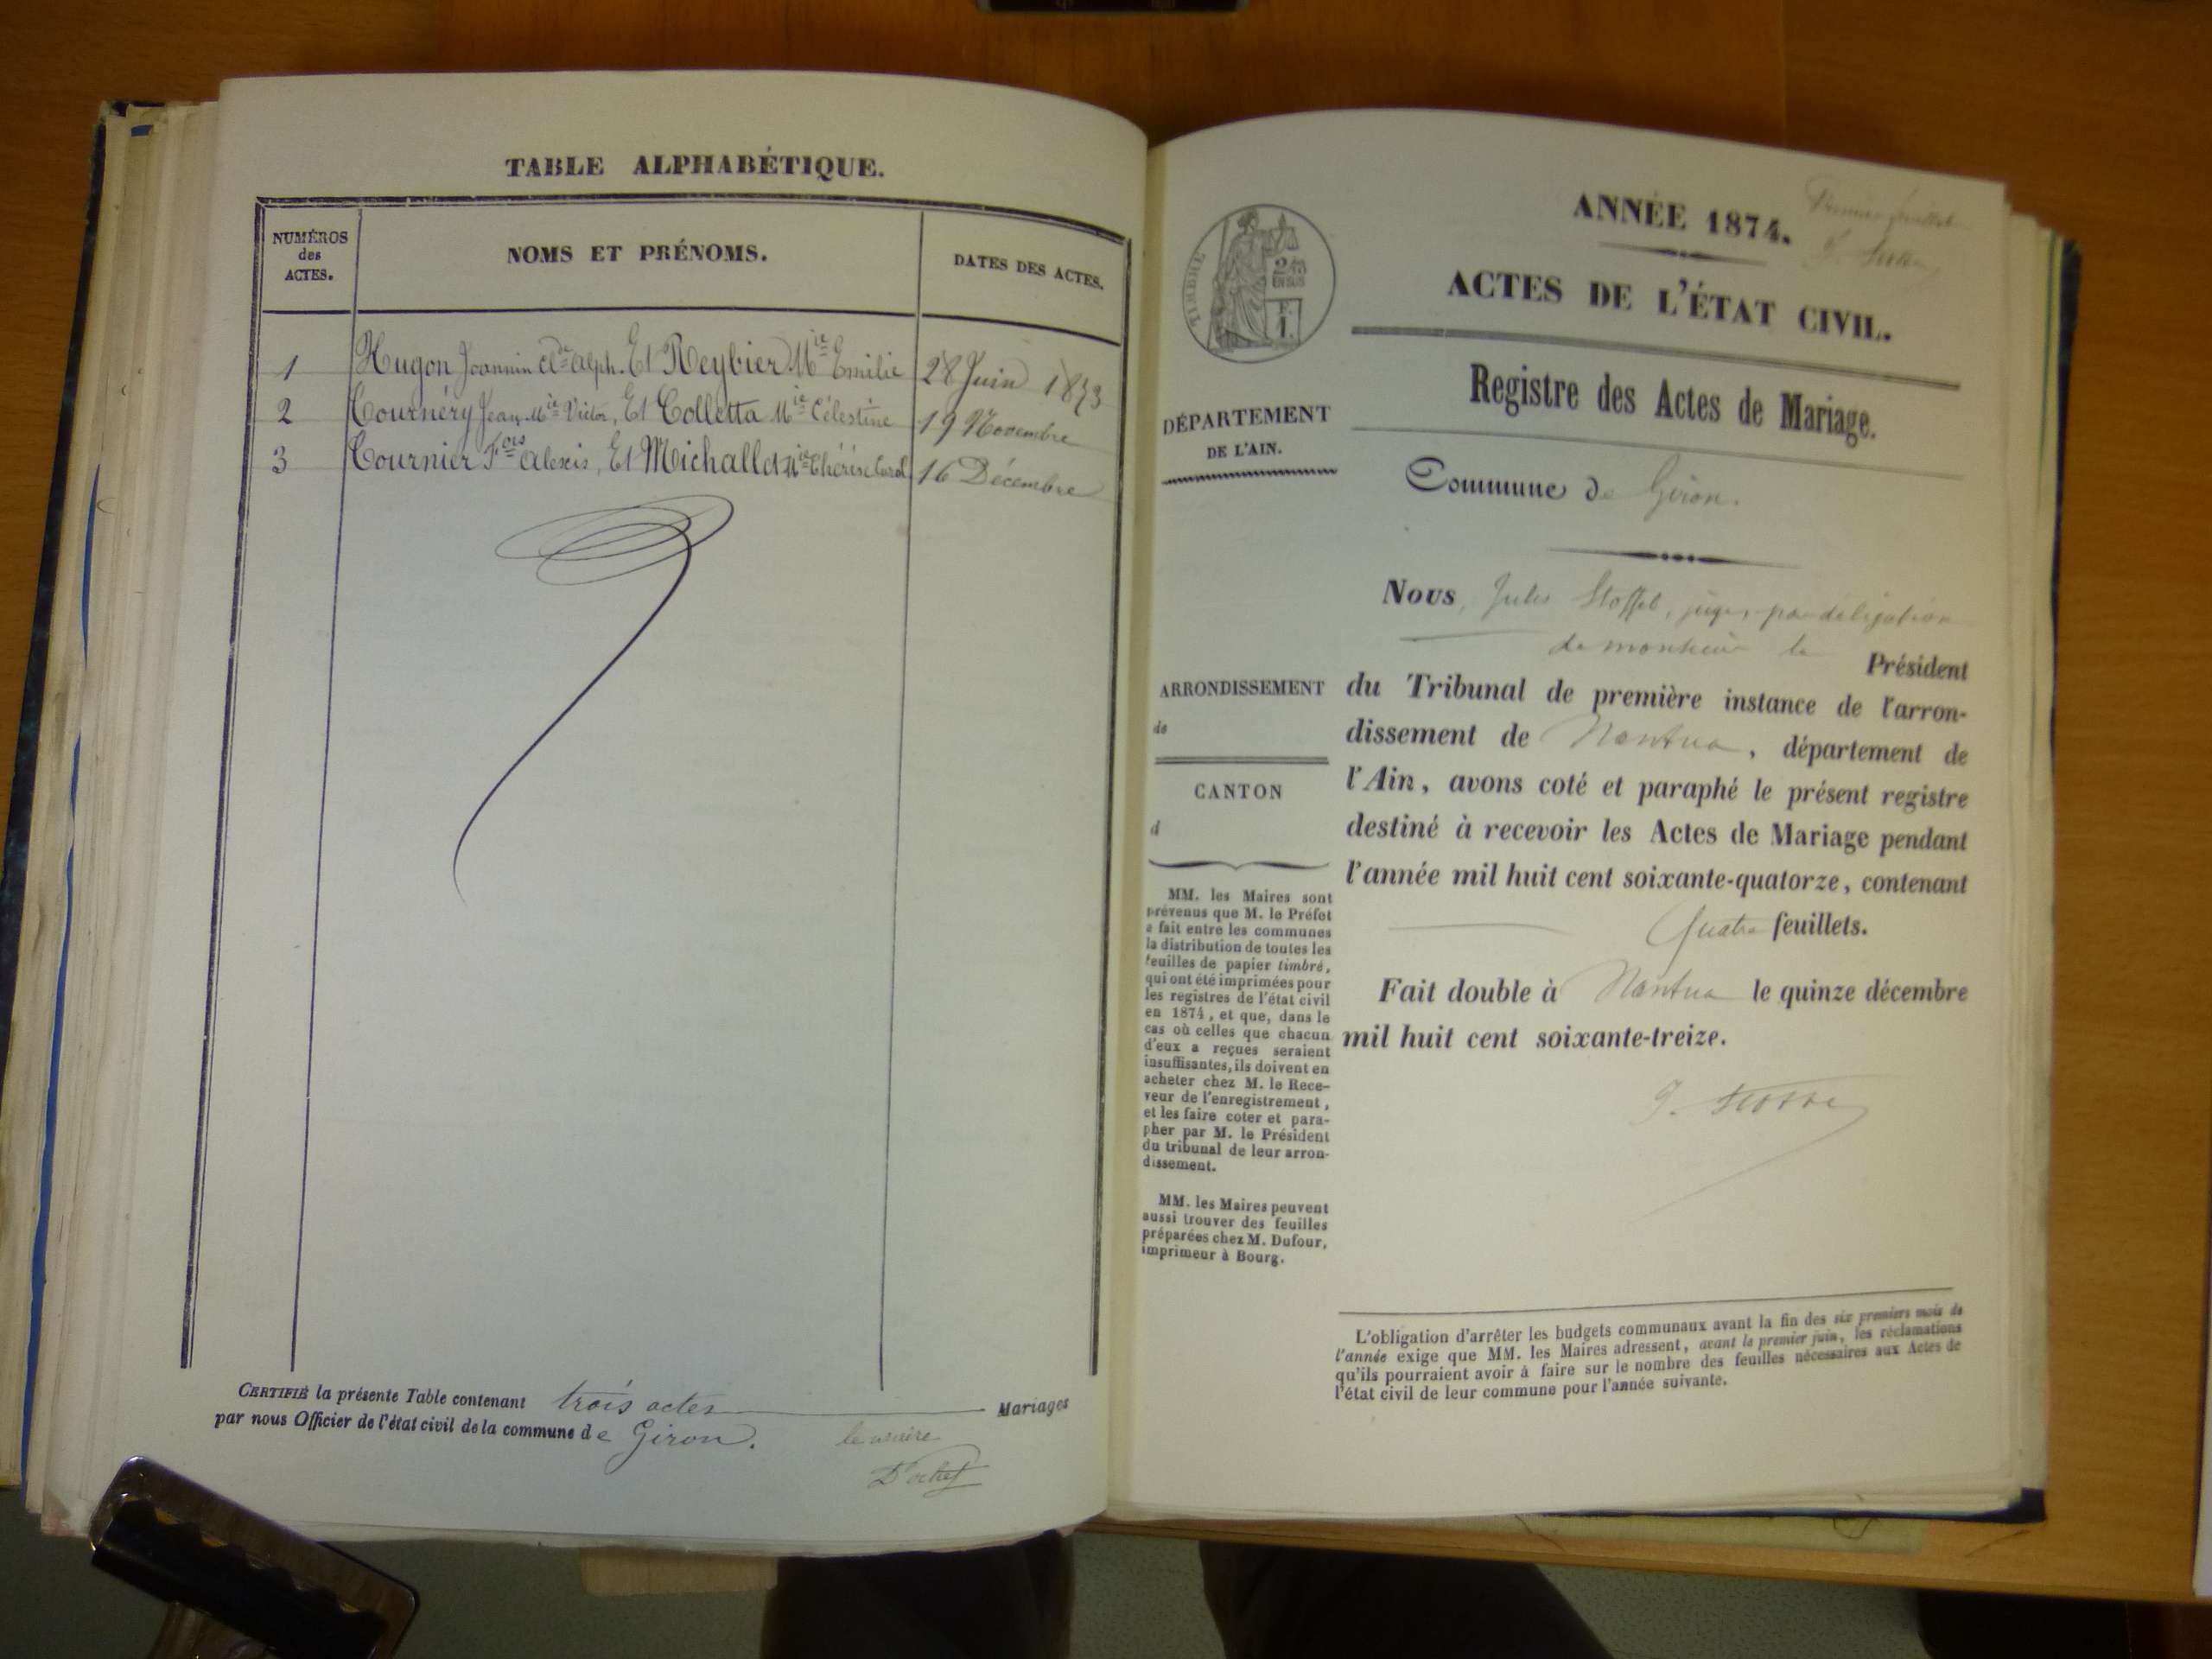 TABLE ALPHABÉTIQUE.
NUMÉROS
des
ACTES.
NOMS ET PRÉNOMS.
DATES DES ACTES.
1 Hugon Joannin Cl^de Alph. Et Reybier M^ie Emilie 28 Juin 1873
2 Tournéry Jean M^ie Victor, Et Colletta M^ie Célestine 19 Novembre
3 Tournier F^ois Alexis, Et Michallet M^ie Thérèse Carol. 16 Décembre
CERTIFIÉ la présente Table contenant trois actes Mariages
par nous Officier de l'état civil de la commune de Giron.
le maire
ANNÉE 1874.
Premier feuillet
ACTES DE L'ÉTAT CIVIL.
TIMBRE
Registre des Actes de Mariage.
DÉPARTEMENT
DE L'AIN.
Commune de Giron.
Nous, Jules Stoffel, juge, par délégation
de monsieur le Président
ARRONDISSEMENT
de
CANTON
d
du Tribunal de première instance de l'arron-
dissement de Nantua, département de
l'Ain, avons coté et paraphé le présent registre
destiné à recevoir les Actes de Mariage pendant
l'année mil huit cent soixante-quatorze, contenant
Quatre feuillets.
Fait double à Nantua le quinze décembre
mil huit cent soixante-treize.
MM. les Maires sont
prévenus que M. le Préfet
a fait entre les communes
la distribution de toutes les
feuilles de papier timbré,
qui ont été imprimées pour
les registres de l'état civil
en 1874, et que, dans le
cas où celles que chacun
d'eux a reçues seraient
insuffisantes, ils doivent en
acheter chez M. le Rece-
veur de l'enregistrement,
et les faire coter et para-
pher par M. le Président
du tribunal de leur arron-
dissement.
MM. les Maires peuvent
aussi trouver des feuilles
préparées chez M. Dufour,
imprimeur à Bourg.
L'obligation d'arrêter les budgets communaux avant la fin des six premiers mois de
l'année exige que MM. les Maires adressent, avant le premier juin, les réclamations
qu'ils pourraient avoir à faire sur le nombre des feuilles nécessaires aux Actes de
l'état civil de leur commune pour l'année suivante.